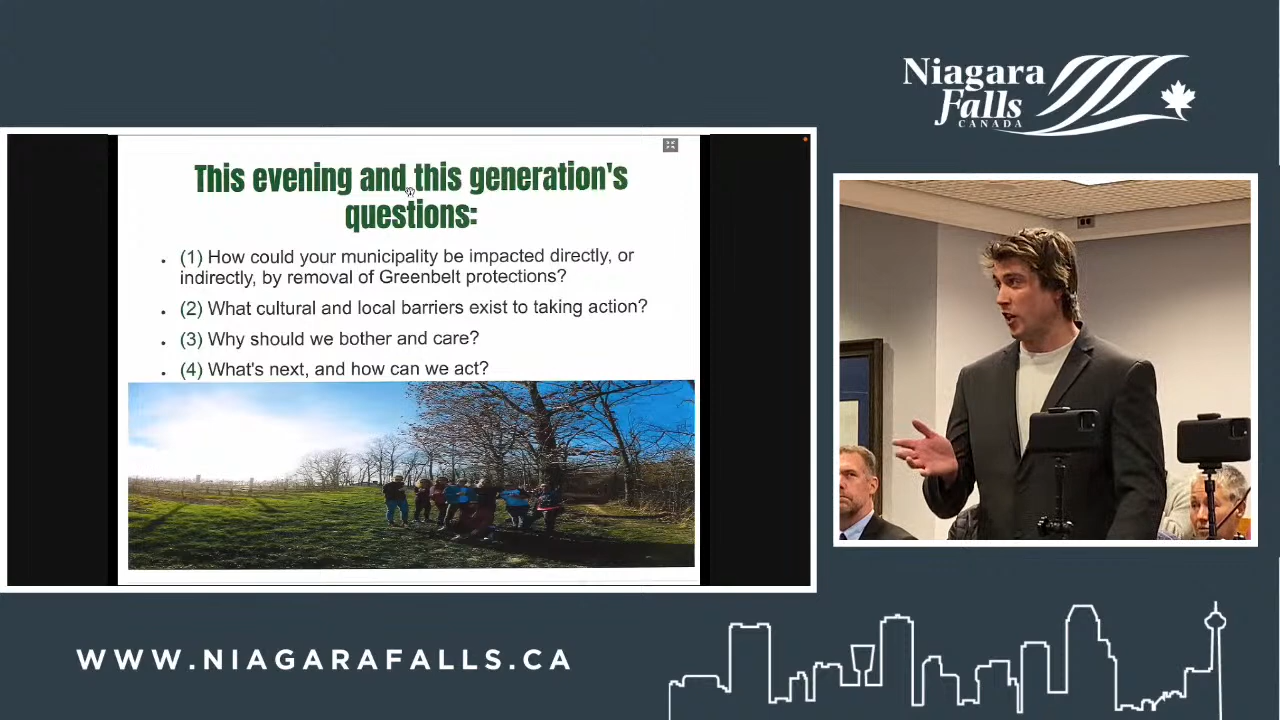 Niagara
Falls
CANADA
This evening and this generation's
questions:
(1) How could your municipality be impacted directly, or
indirectly, by removal of Greenbelt protections?
(2) What cultural and local barriers exist to taking action?
(3) Why should we bother and care?
(4) What's next, and how can we act?
WWW.NIAGARAFALLS.CA